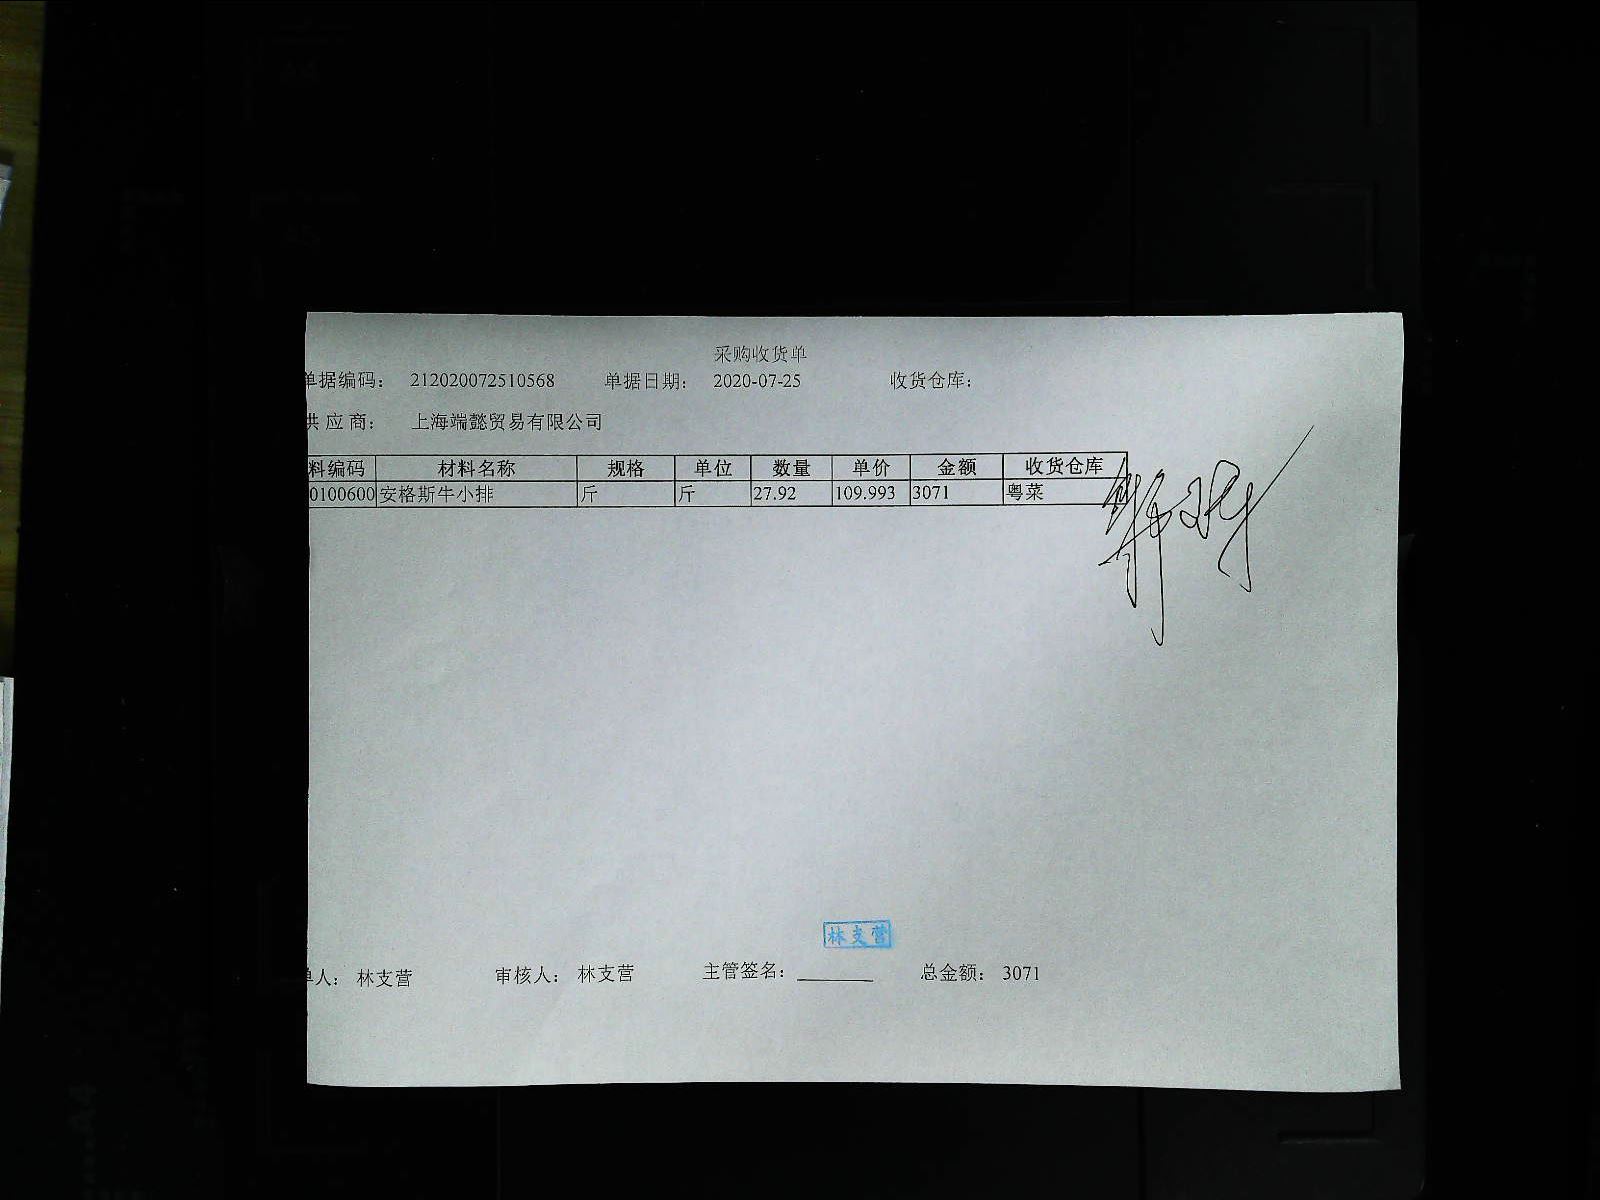 采购收货单
单据编码： 212020072510568 单据日期： 2020-07-25 收货仓库：
供应商： 上海端懿贸易有限公司
料编码 材料名称 规格 单位 数量 单价 金额 收货仓库
0100600 安格斯牛小排 斤 斤 27.92 109.993 3071 粤菜
林支营
单人： 林支营 审核人： 林支营 主管签名： 总金额： 3071